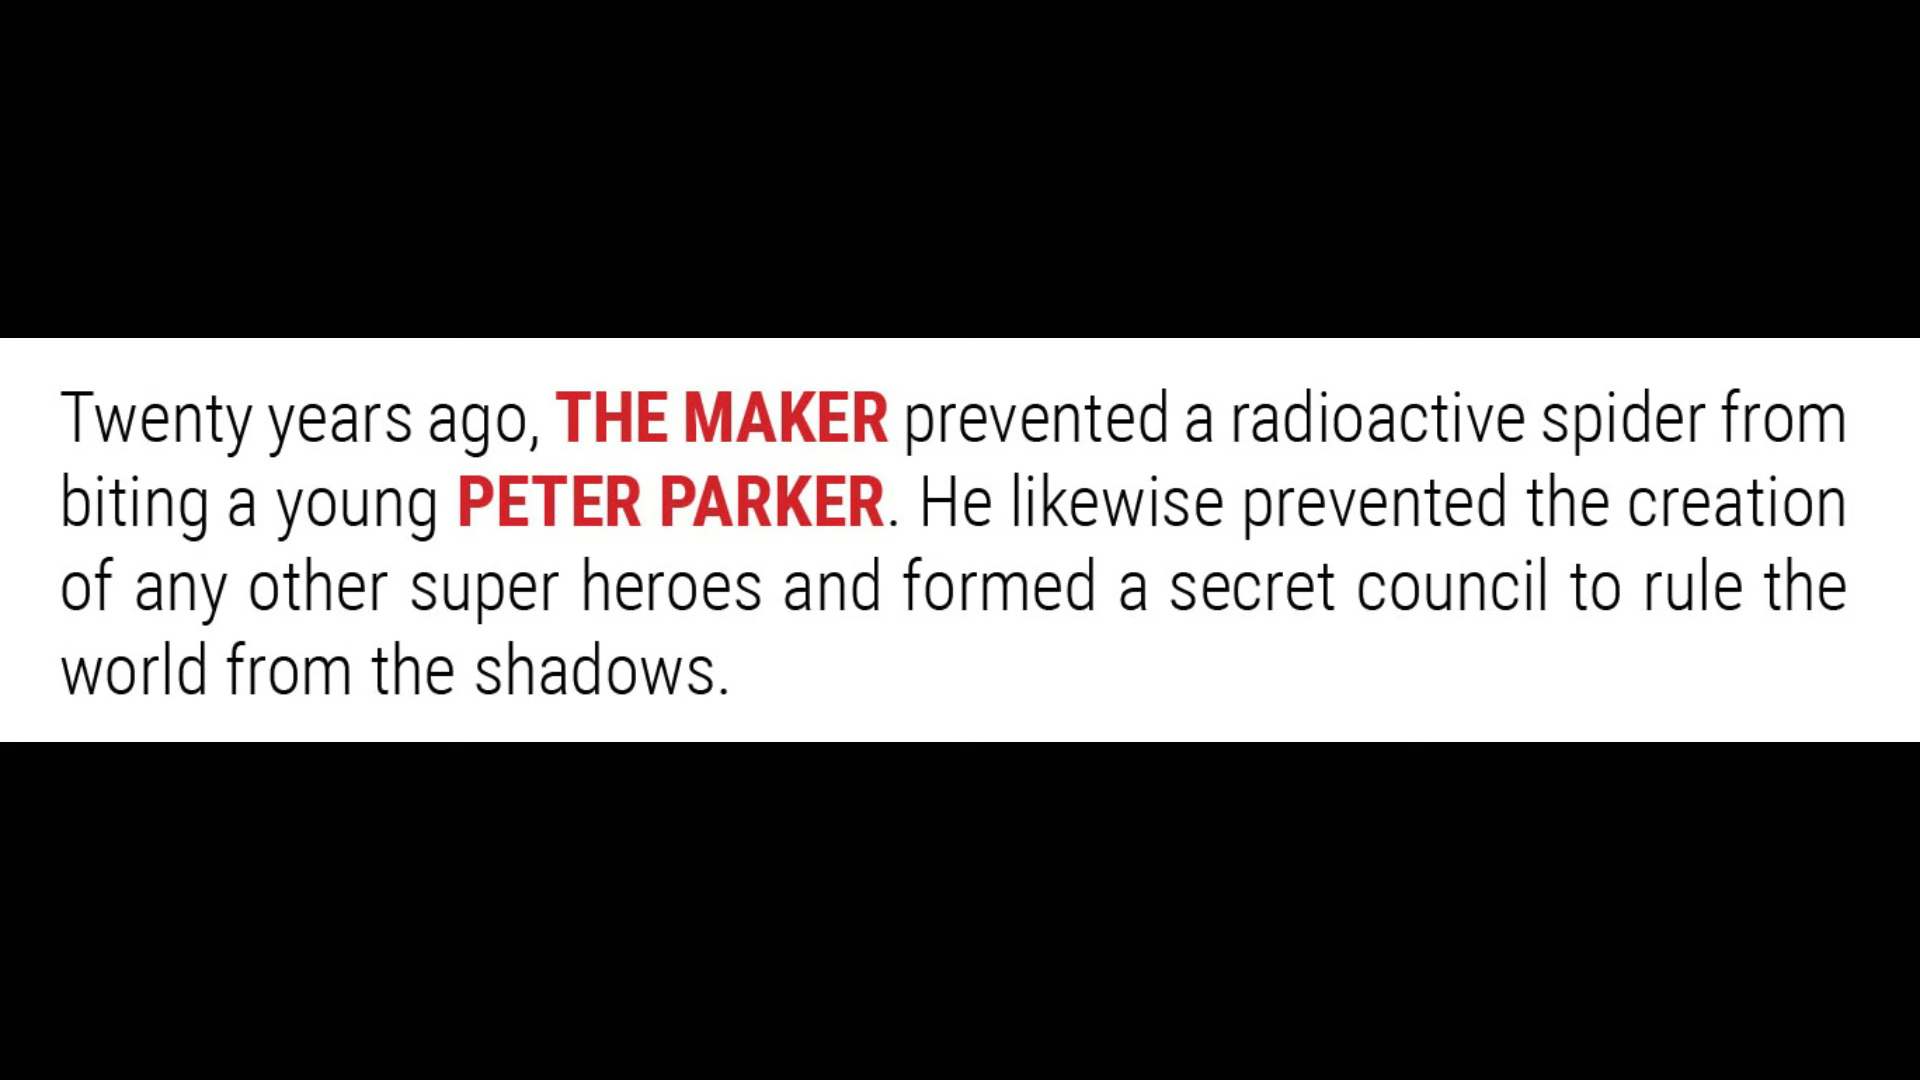 Twenty years ago, THE MAKER prevented a radioactive spider from
biting a young PETER PARKER. He likewise prevented the creation
of any other super heroes and formed a secret council to rule the
world from the shadows.